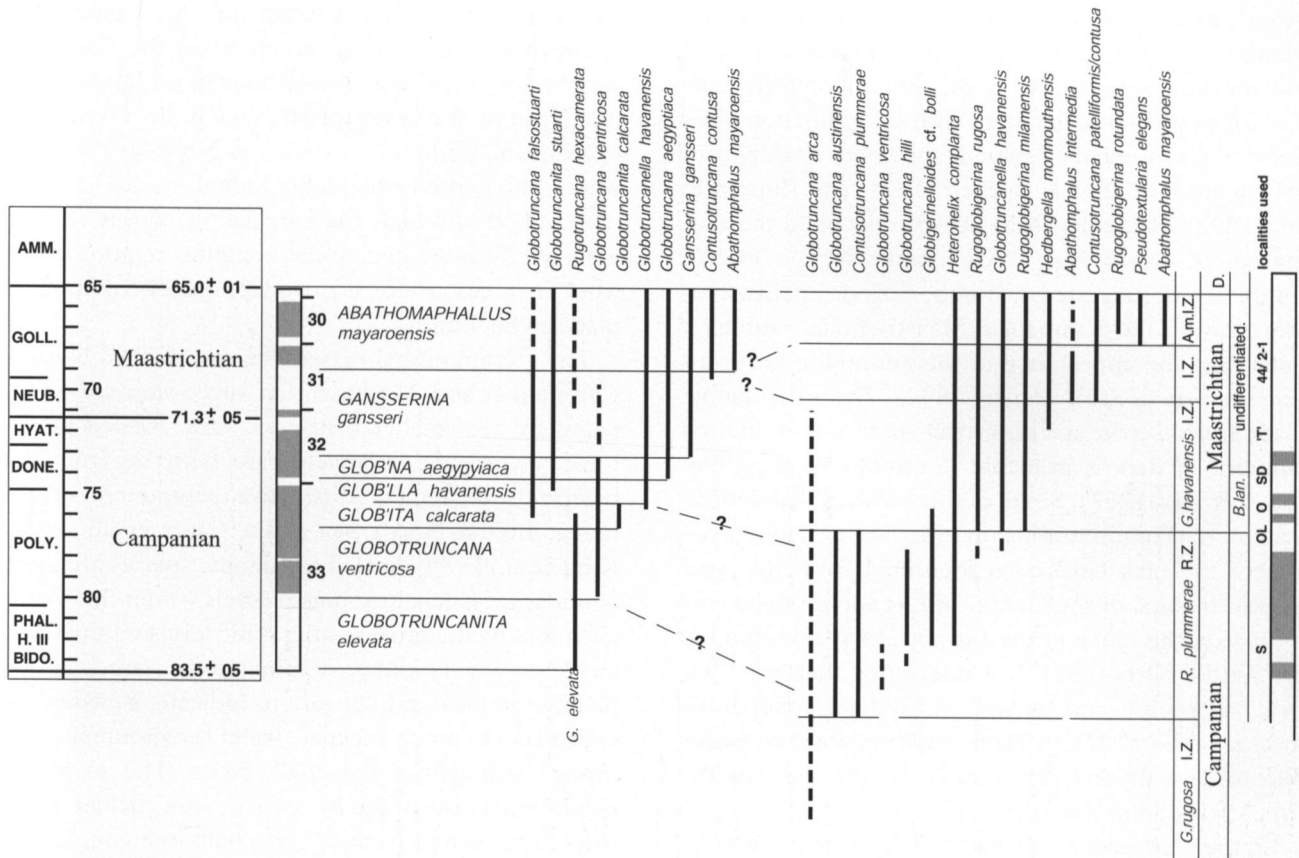 Globotruncana falsostuarti
Globotruncanita stuarti
Rugotruncana hexacamerata
Globotruncana ventricosa
Globotruncanita calcarata
Globotruncanella havanensis
Globotruncana aegyptiaca
Gansserina gansseri
Contusotruncana contusa
Abathomphalus mayaroensis
Globotruncana arca
Globotruncana austinensis
Contusotruncana plummerae
Globotruncana ventricosa
Globotruncana hilli
Globigerinelloides cf. bolli
Heterohelix complanta
Rugoglobigerina rugosa
Globotruncanella havanensis
Rugoglobigerina milamensis
Hedbergella monmouthensis
Abathomphalus intermedia
Contusotruncana patelliformis/contusa
Rugoglobigerina rotundata
Pseudotextularia elegans
Abathomphalus mayaroensis
localities used
AMM.
65
65.0 ± 01
GOLL.
Maastrichtian
NEUB.
70
71.3 ± 05
HYAT.
DONE.
75
Campanian
POLY.
80
PHAL.
H. III
BIDO.
83.5 ± 05
30
31
32
33
ABATHOMAPHALLUS
mayaroensis
GANSSERINA
gansseri
GLOB'NA aegypyiaca
GLOB'LLA havanensis
GLOB'ITA calcarata
GLOBOTRUNCANA
ventricosa
GLOBOTRUNCANITA
elevata
G. elevata
?
?
?
?
A.m.I.Z.
I.Z.
G.havanensis I.Z.
R. plummerae R.Z.
G.rugosa I.Z.
D.
Maastrichtian
Campanian
B.lan.
undifferentiated.
44/2-1
'T'
SD
O
OL
S